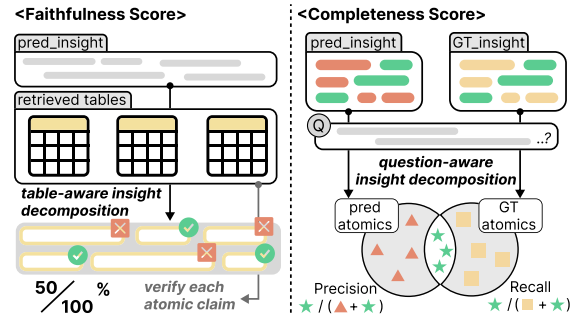 <Faithfulness Score>
pred_insight
retrieved tables
table-aware insight
decomposition
50/100 %
verify each
atomic claim
<Completeness Score>
pred_insight
GT_insight
Q
..?
question-aware
insight decomposition
pred
atomics
GT
atomics
Precision
★ / (▲ + ★)
Recall
★ / (■ + ★)